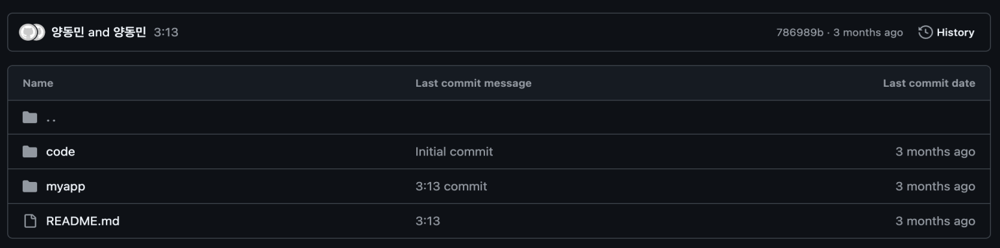 양동민 and 양동민 3:13 786989b · 3 months ago History
Name Last commit message Last commit date
..
code Initial commit 3 months ago
myapp 3:13 commit 3 months ago
README.md 3:13 3 months ago